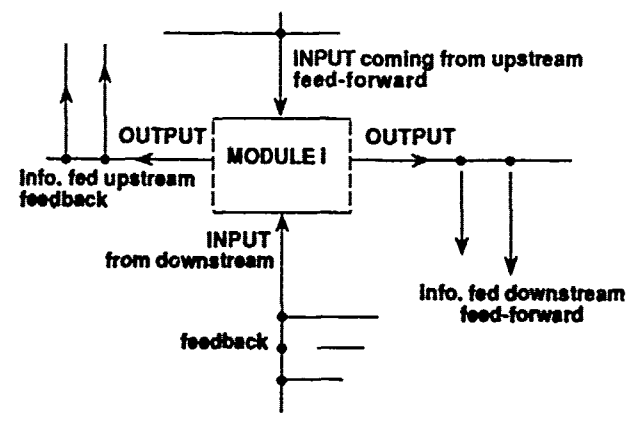 INPUT coming from upstream
feed-forward
OUTPUT
MODULE i
OUTPUT
Info. fed upstream
feedback
INPUT
from downstream
Info. fed downstream
feed-forward
feedback